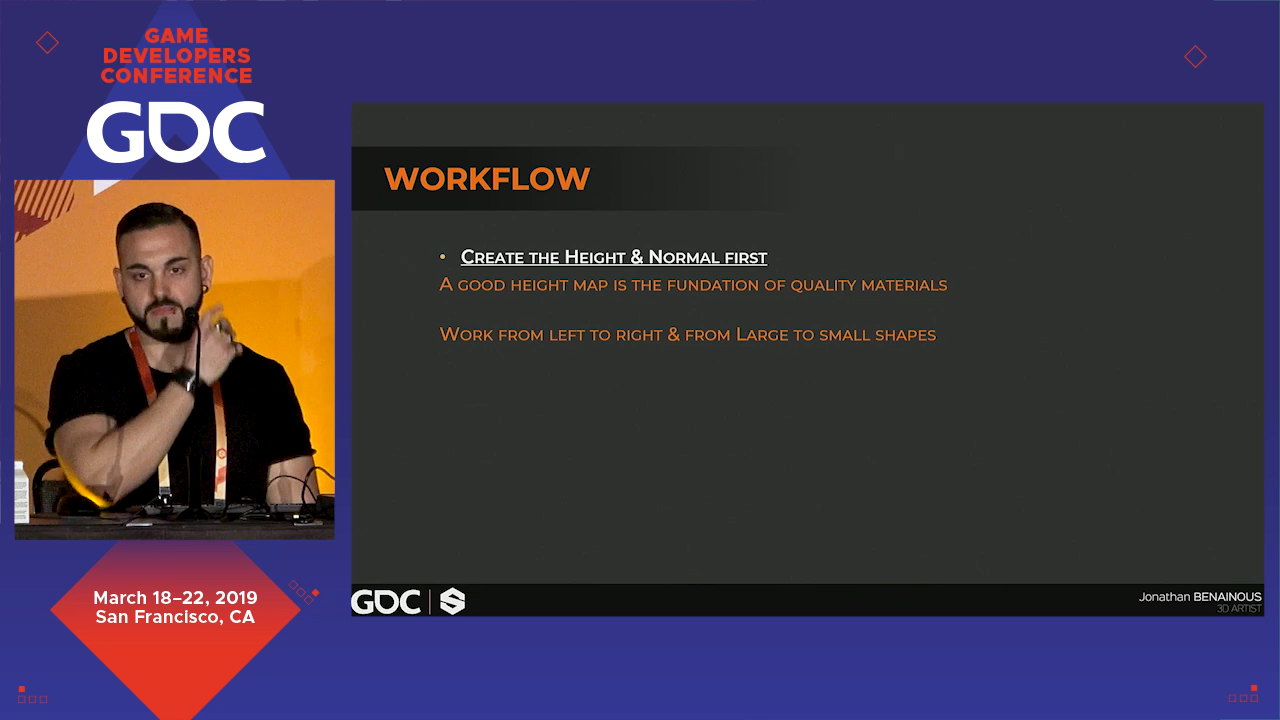 GAME
DEVELOPERS
CONFERENCE
GDC
WORKFLOW
• CREATE THE HEIGHT & NORMAL FIRST
A GOOD HEIGHT MAP IS THE FUNDATION OF QUALITY MATERIALS
WORK FROM LEFT TO RIGHT & FROM LARGE TO SMALL SHAPES
March 18–22, 2019
San Francisco, CA
GDC
Jonathan BENAINOUS
3D ARTIST